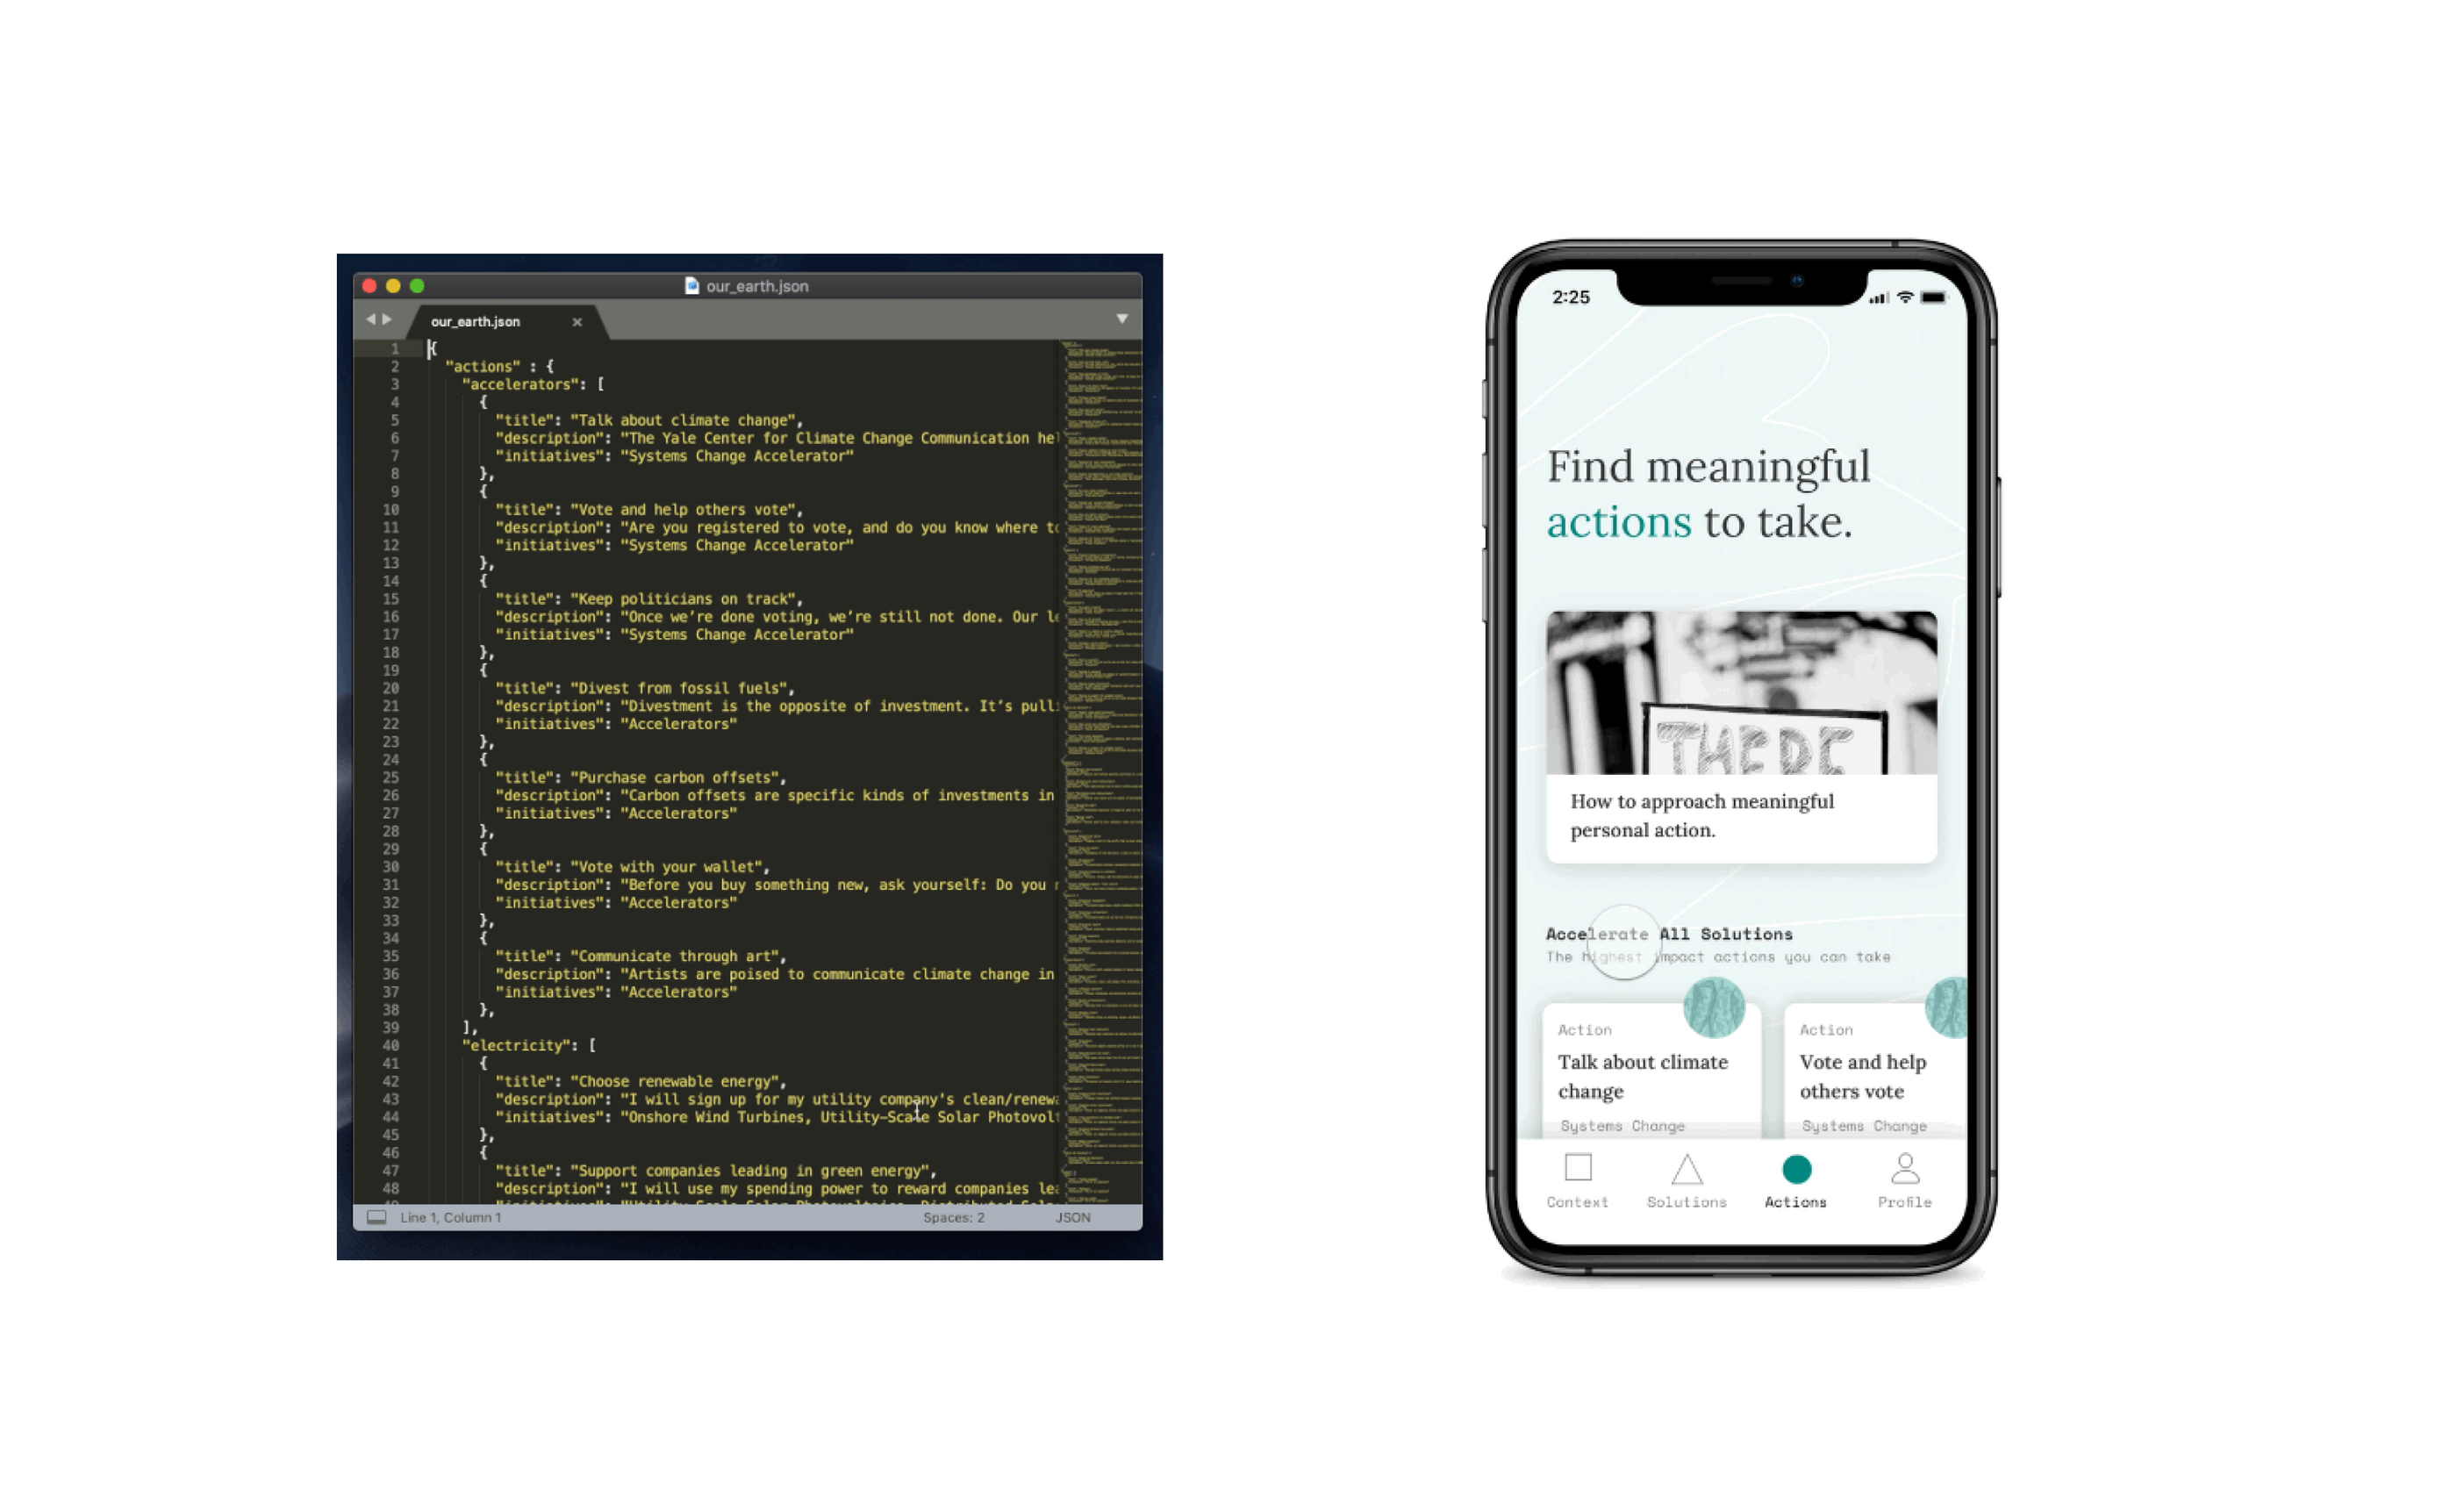 our_earth.json
our_earth.json ×
1 {
2 "actions" : {
3 "accelerators": [
4 {
5 "title": "Talk about climate change",
6 "description": "The Yale Center for Climate Change Communication hel
7 "initiatives": "Systems Change Accelerator"
8 },
9 {
10 "title": "Vote and help others vote",
11 "description": "Are you registered to vote, and do you know where to
12 "initiatives": "Systems Change Accelerator"
13 },
14 {
15 "title": "Keep politicians on track",
16 "description": "Once we’re done voting, we’re still not done. Our le
17 "initiatives": "Systems Change Accelerator"
18 },
19 {
20 "title": "Divest from fossil fuels",
21 "description": "Divestment is the opposite of investment. It’s pulli
22 "initiatives": "Accelerators"
23 },
24 {
25 "title": "Purchase carbon offsets",
26 "description": "Carbon offsets are specific kinds of investments in
27 "initiatives": "Accelerators"
28 },
29 {
30 "title": "Vote with your wallet",
31 "description": "Before you buy something new, ask yourself: Do you
32 "initiatives": "Accelerators"
33 },
34 {
35 "title": "Communicate through art",
36 "description": "Artists are poised to communicate climate change in
37 "initiatives": "Accelerators"
38 },
39 ],
40 "electricity": [
41 {
42 "title": "Choose renewable energy",
43 "description": "I will sign up for my utility company's clean/renewa
44 "initiatives": "Onshore Wind Turbines, Utility-Scale Solar Photovolt
45 },
46 {
47 "title": "Support companies leading in green energy",
48 "description": "I will use my spending power to reward companies lea
Line 1, Column 1
Spaces: 2
JSON
2:25
Find meaningful
actions to take.
THERE
How to approach meaningful
personal action.
Accelerate All Solutions
The highest impact actions you can take
Action
Talk about climate
change
Systems Change
Action
Vote and help
others vote
Systems Change
Context
Solutions
Actions
Profile